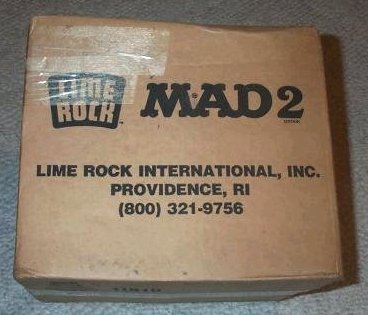 LIME
ROCK
MAD 2
LIME ROCK INTERNATIONAL, INC.
PROVIDENCE, RI
(800) 321-9756